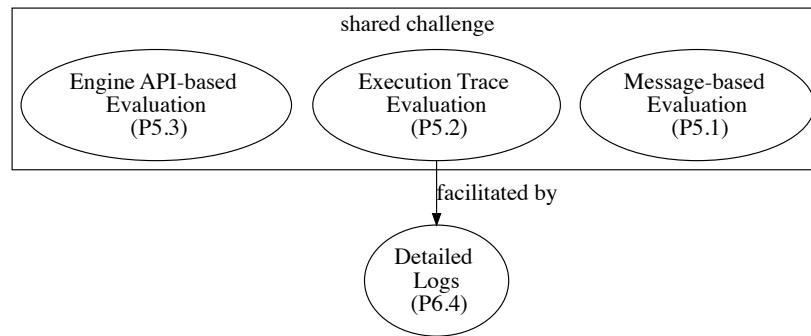 shared challenge
Engine API-based
Evaluation
(P5.3)
Execution Trace
Evaluation
(P5.2)
Message-based
Evaluation
(P5.1)
facilitated by
Detailed
Logs
(P6.4)